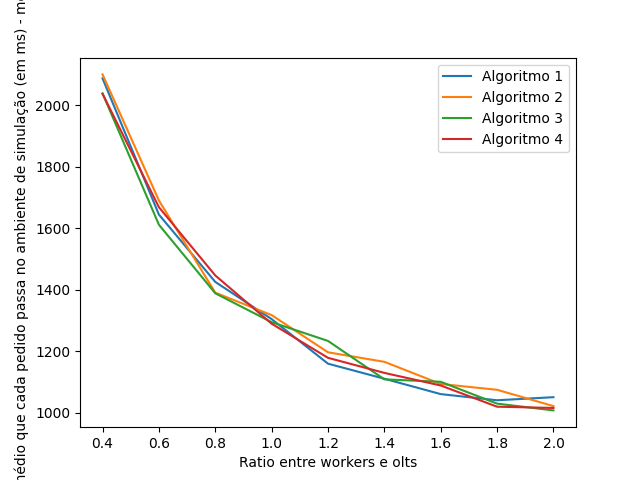 que cada pedido passa no ambiente de simulação (em ms) -
2000
1800
1600
1400
1200
1000
Algoritmo 1
Algoritmo 2
Algoritmo 3
Algoritmo 4
0.4 0.6 0.8 1.0 1.2 1.4 1.6 1.8 2.0
Ratio entre workers e olts